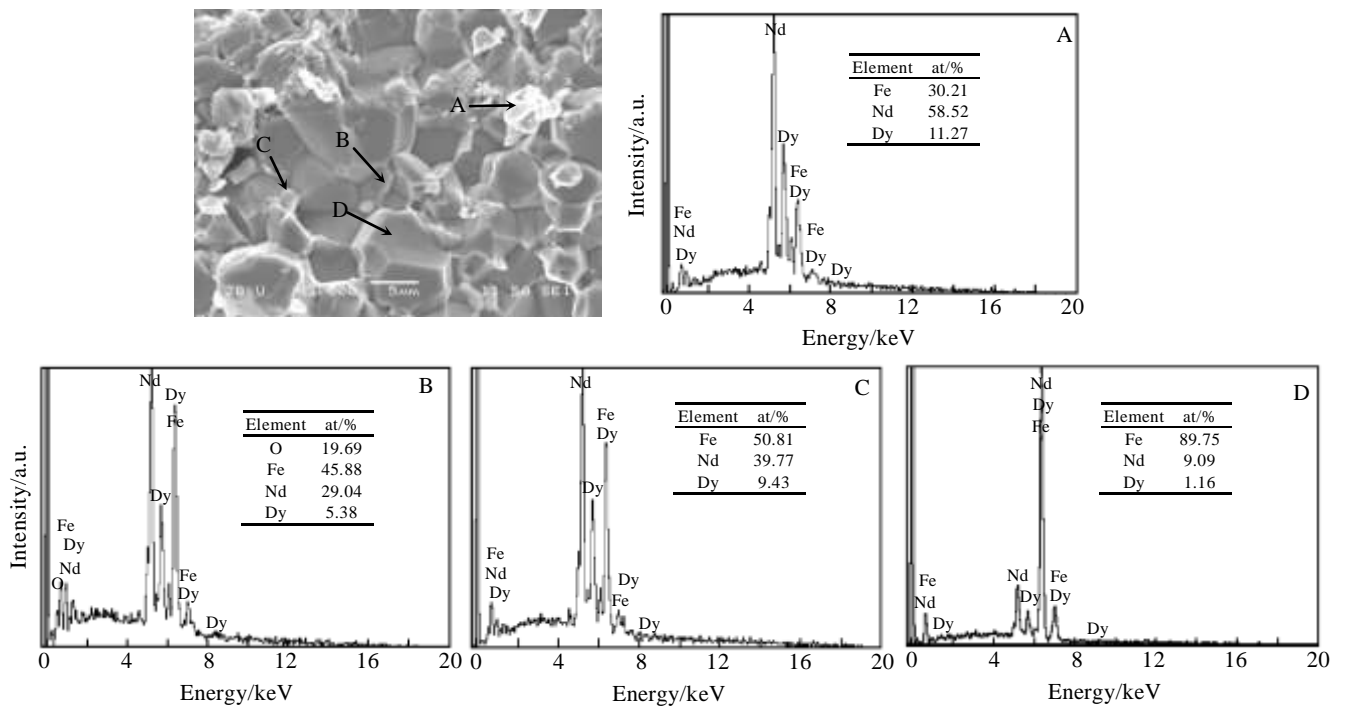 A
B
C
D
5μm
A
Nd
Dy
Fe
Dy
Fe
Dy
Dy
Fe
Nd
Dy
Element at/%
Fe 30.21
Nd 58.52
Dy 11.27
Intensity/a.u.
0 4 8 12 16 20
Energy/keV
B
Nd
Dy
Fe
Dy
Fe
Dy
Nd
O
Fe
Dy
Dy
Element at/%
O 19.69
Fe 45.88
Nd 29.04
Dy 5.38
Intensity/a.u.
0 4 8 12 16 20
Energy/keV
C
Nd
Fe
Dy
Dy
Fe
Nd
Dy
Dy
Fe
Dy
Element at/%
Fe 50.81
Nd 39.77
Dy 9.43
0 4 8 12 16 20
Energy/keV
D
Nd
Dy
Fe
Nd
Dy
Fe
Dy
Fe
Nd
Dy
Element at/%
Fe 89.75
Nd 9.09
Dy 1.16
0 4 8 12 16 20
Energy/keV